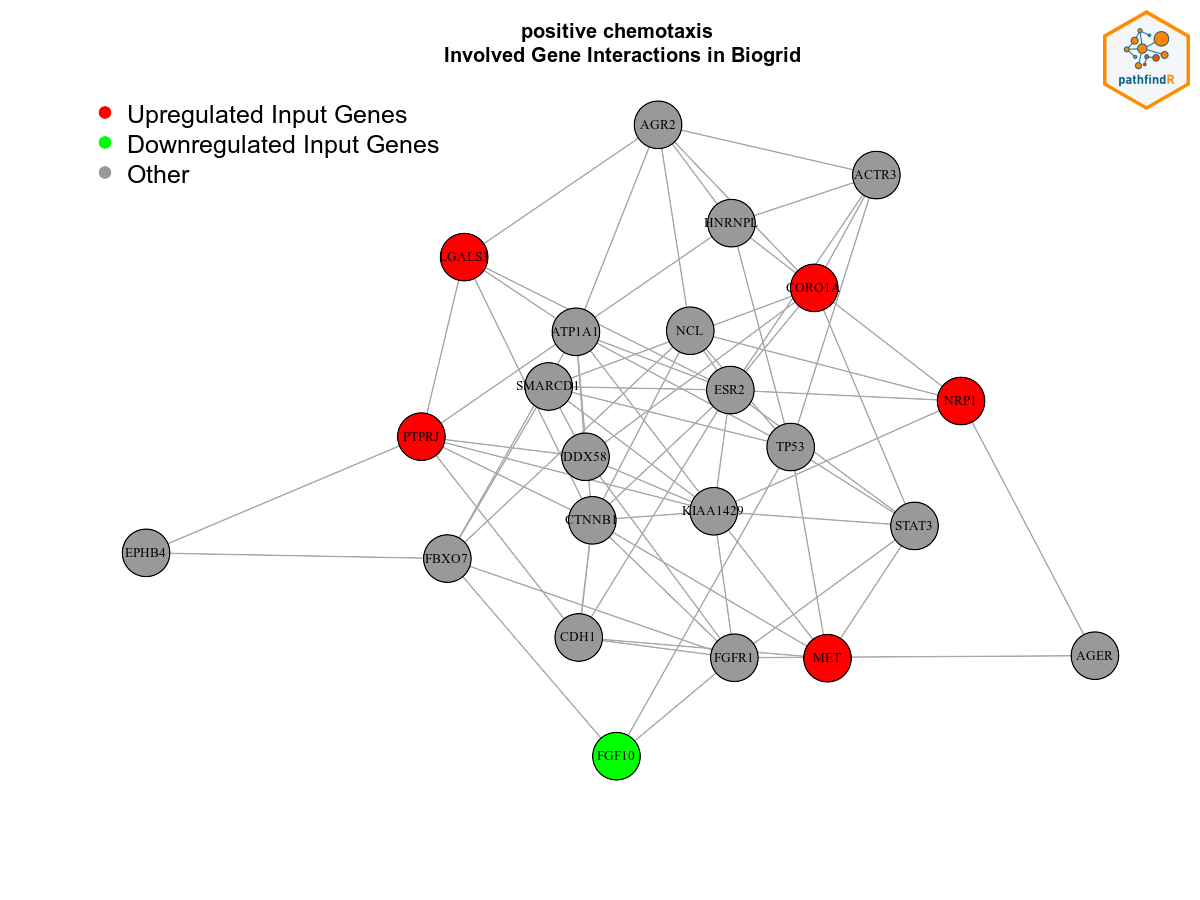 positive chemotaxis
Involved Gene Interactions in Biogrid
pathfindR
Upregulated Input Genes
Downregulated Input Genes
Other
AGR2
ACTR3
HNRNPL
LGALS3
CORO1A
ATP1A1
NCL
SMARCD1
ESR2
NRP1
PTPRJ
TP53
DDX58
KIAA1429
CTNNB1
STAT3
EPHB4
FBXO7
CDH1
FGFR1
MET
AGER
FGF10